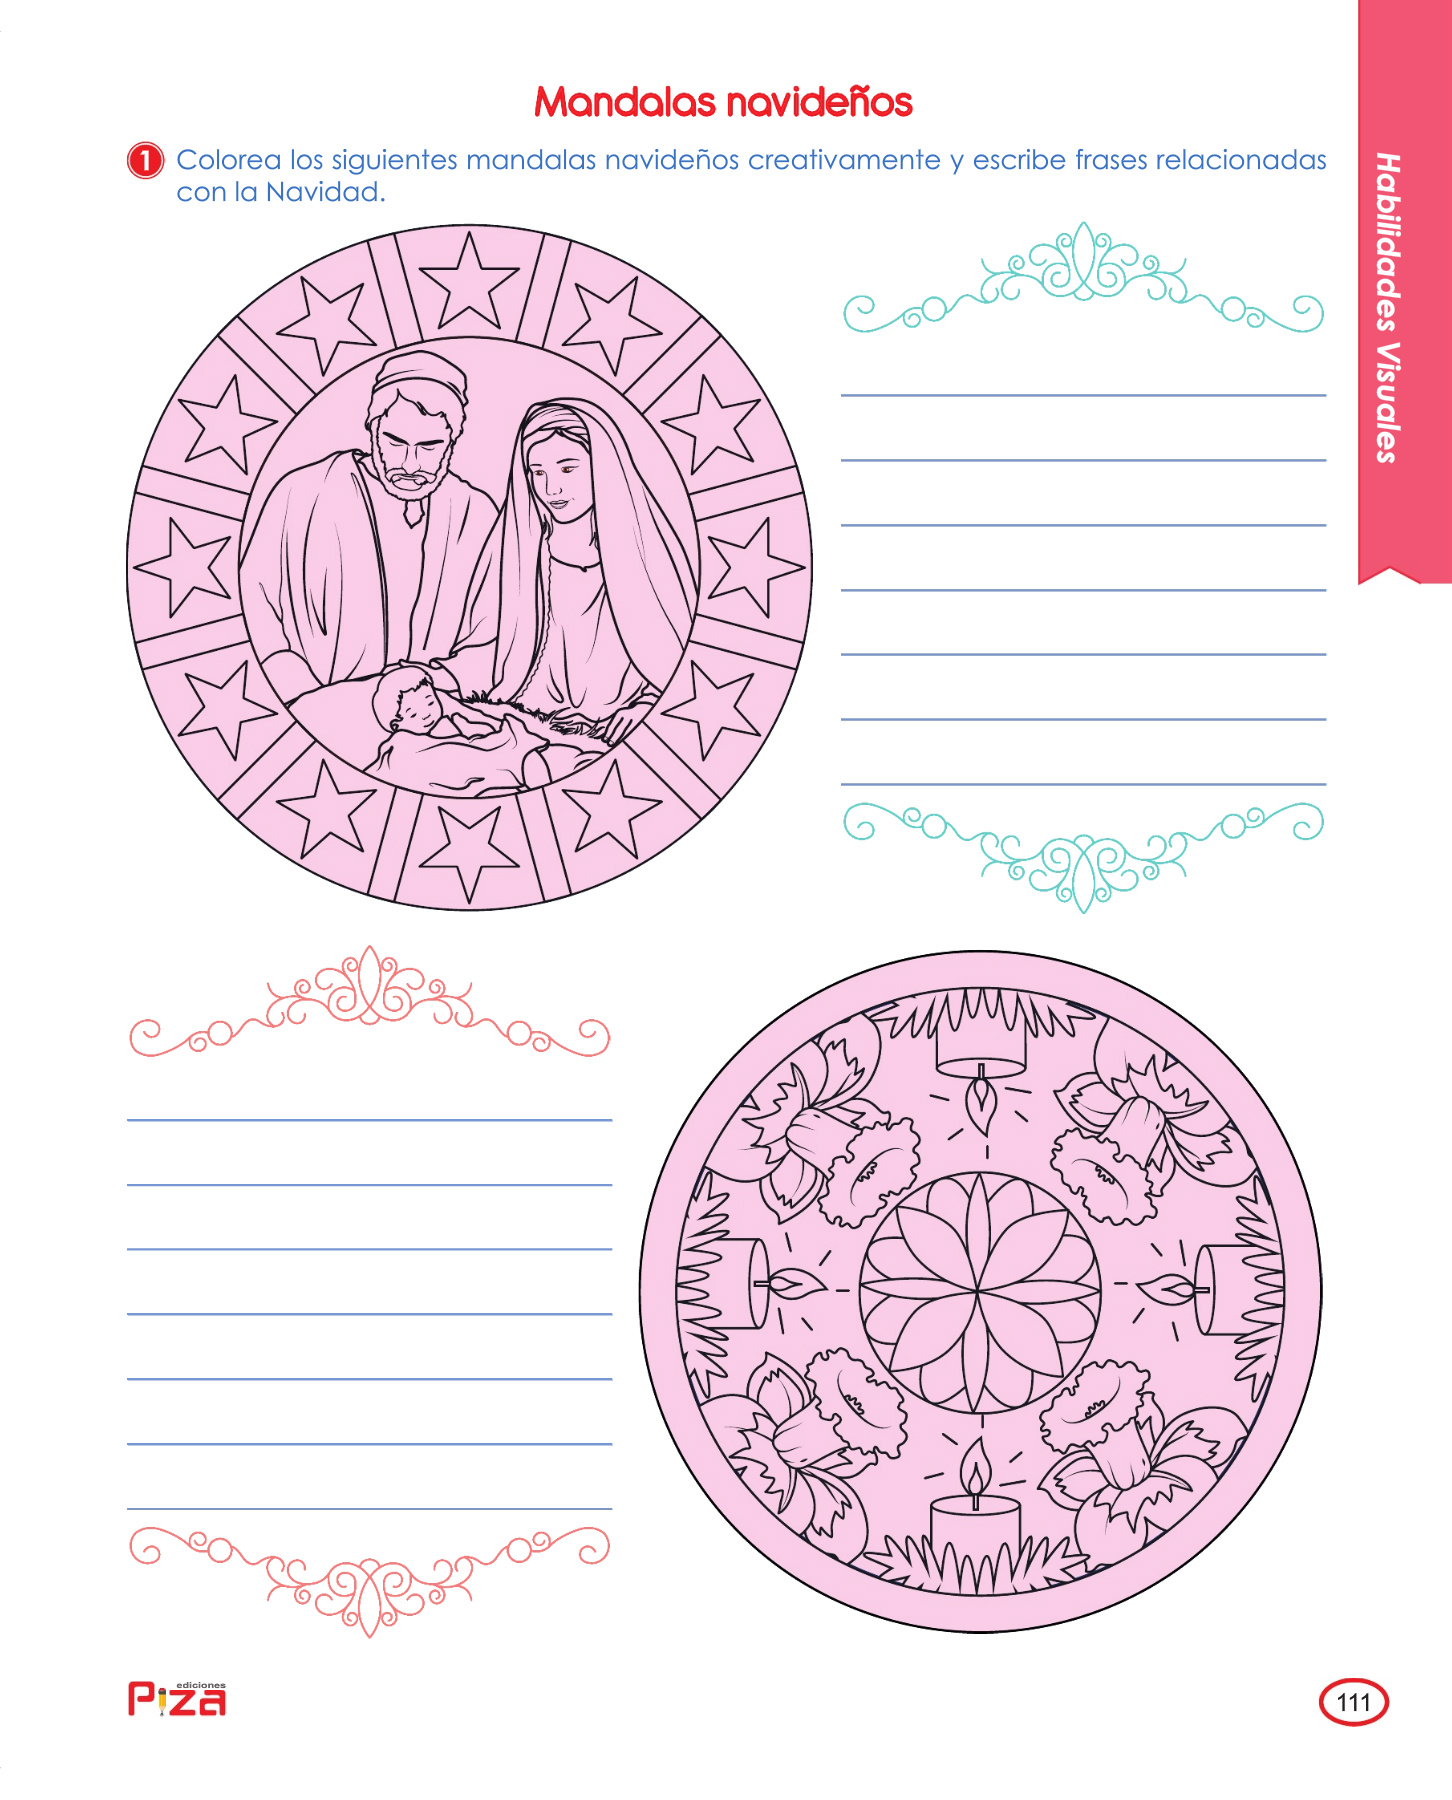 Mandalas navideños
1 Colorea los siguientes mandalas navideños creativamente y escribe frases relacionadas
con la Navidad.
Habilidades Visuales
ediciones
Piza
111